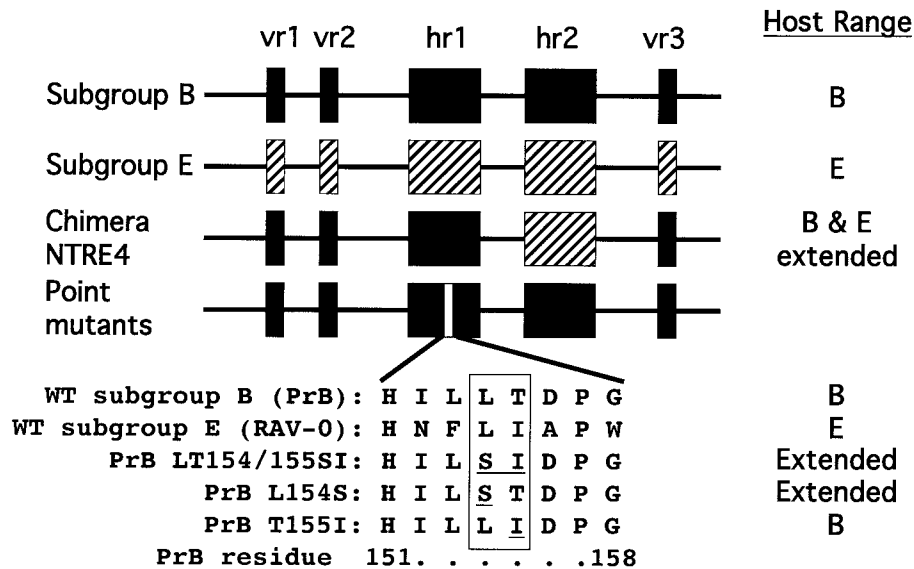 Host Range
vr1 vr2 hr1 hr2 vr3
Subgroup B B
Subgroup E E
Chimera NTRE4 B & E extended
Point mutants
WT subgroup B (PrB): H I L L T D P G B
WT subgroup E (RAV-0): H N F L I A P W E
PrB LT154/155SI: H I L S I D P G Extended
PrB L154S: H I L S T D P G Extended
PrB T155I: H I L L I D P G B
PrB residue 151. . . . . .158